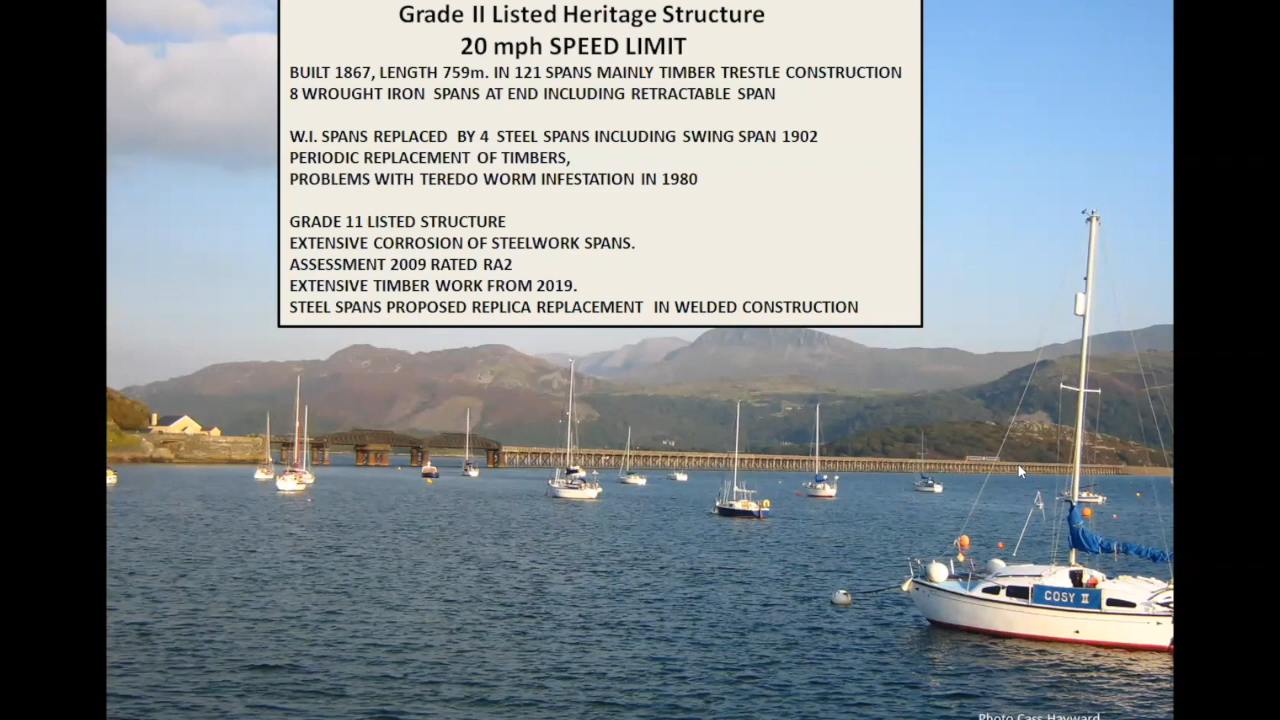 Grade II Listed Heritage Structure
20 mph SPEED LIMIT
BUILT 1867, LENGTH 759m. IN 121 SPANS MAINLY TIMBER TRESTLE CONSTRUCTION
8 WROUGHT IRON SPANS AT END INCLUDING RETRACTABLE SPAN
W.I. SPANS REPLACED BY 4 STEEL SPANS INCLUDING SWING SPAN 1902
PERIODIC REPLACEMENT OF TIMBERS,
PROBLEMS WITH TEREDO WORM INFESTATION IN 1980
GRADE 11 LISTED STRUCTURE
EXTENSIVE CORROSION OF STEELWORK SPANS.
ASSESSMENT 2009 RATED RA2
EXTENSIVE TIMBER WORK FROM 2019.
STEEL SPANS PROPOSED REPLICA REPLACEMENT IN WELDED CONSTRUCTION
COSY II
Photo Cass Hayward